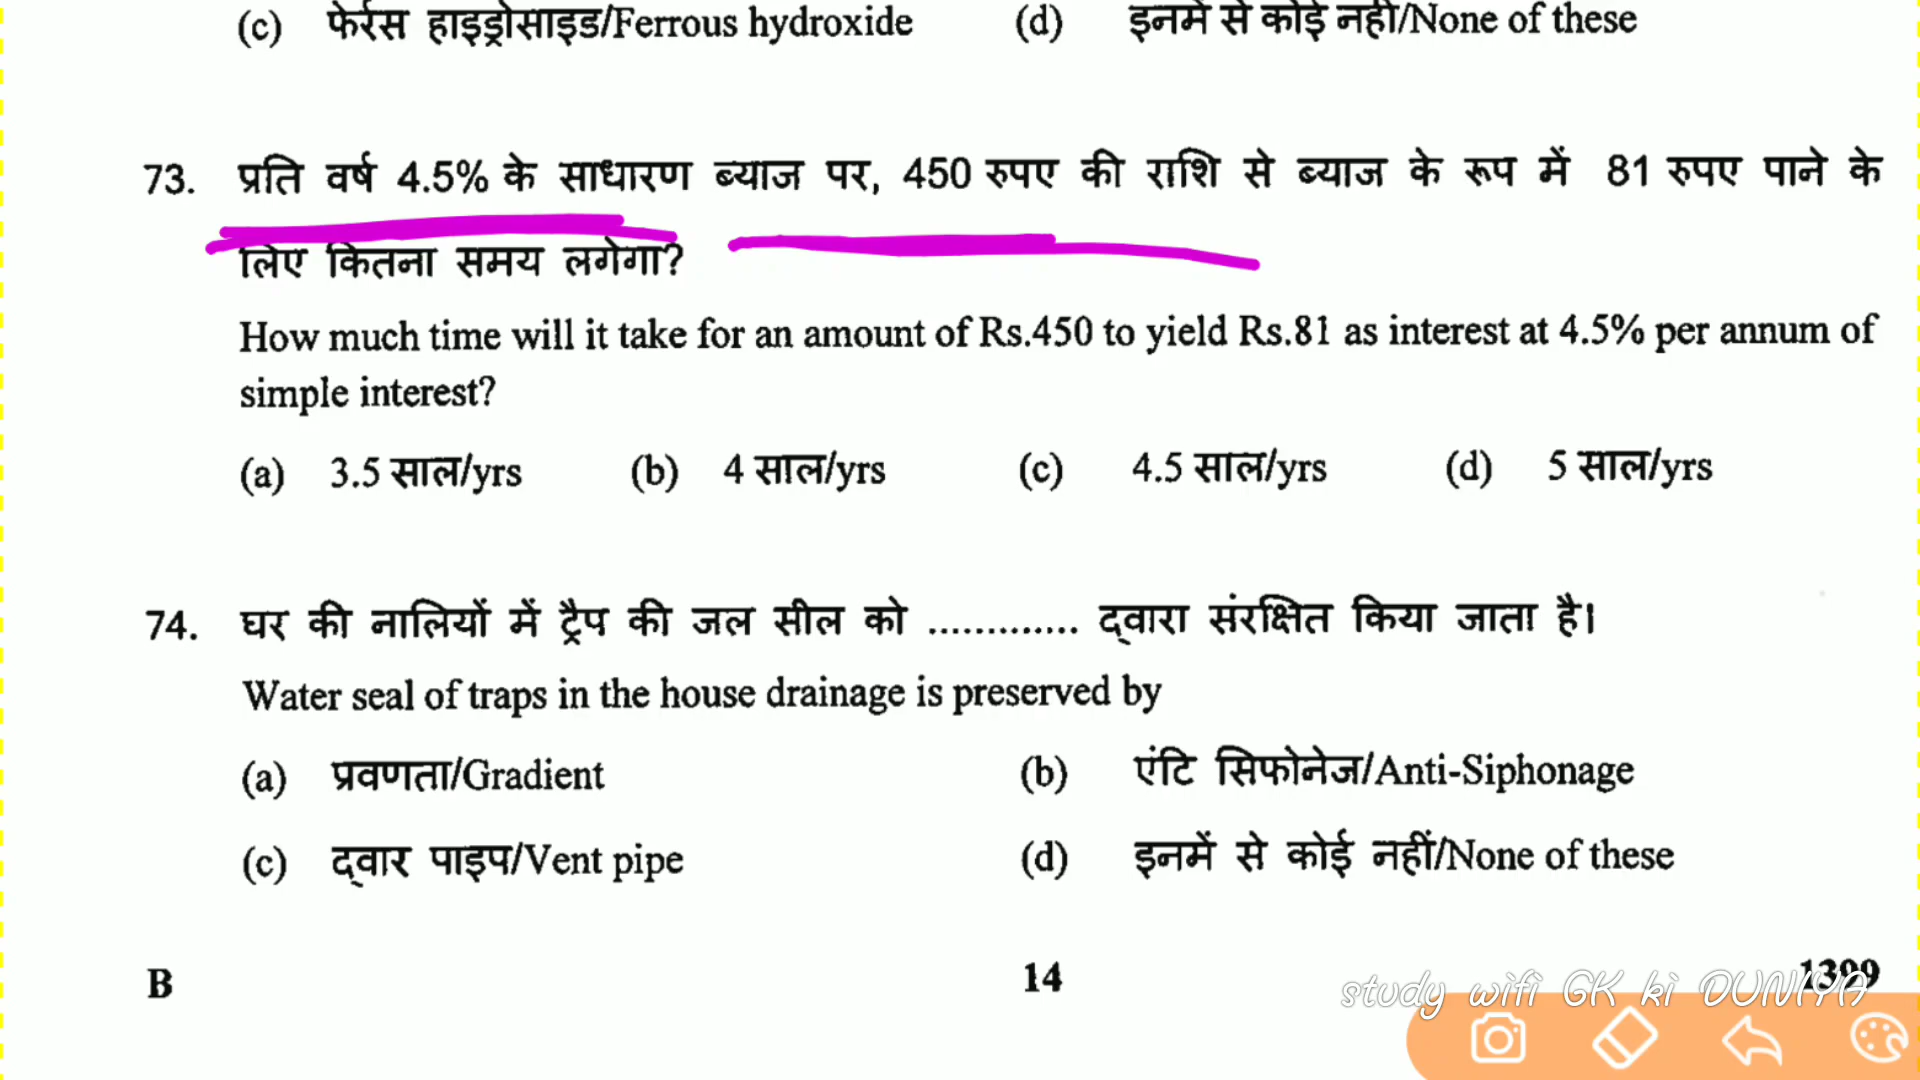 (c) फेर्रस हाइड्रोसाइड/Ferrous hydroxide (d) इनमें से कोई नहीं/None of these
73. प्रति वर्ष 4.5% के साधारण ब्याज पर, 450 रुपए की राशि से ब्याज के रूप में 81 रुपए पाने के
लिए कितना समय लगेगा?
How much time will it take for an amount of Rs.450 to yield Rs.81 as interest at 4.5% per annum of
simple interest?
(a) 3.5 साल/yrs (b) 4 साल/yrs (c) 4.5 साल/yrs (d) 5 साल/yrs
74. घर की नालियों में ट्रैप की जल सील को ............. द्वारा संरक्षित किया जाता है।
Water seal of traps in the house drainage is preserved by
(a) प्रवणता/Gradient (b) एंटि सिफोनेज/Anti-Siphonage
(c) द्वार पाइप/Vent pipe (d) इनमें से कोई नहीं/None of these
B 14 1399
study wifi GK ki DUNIYA